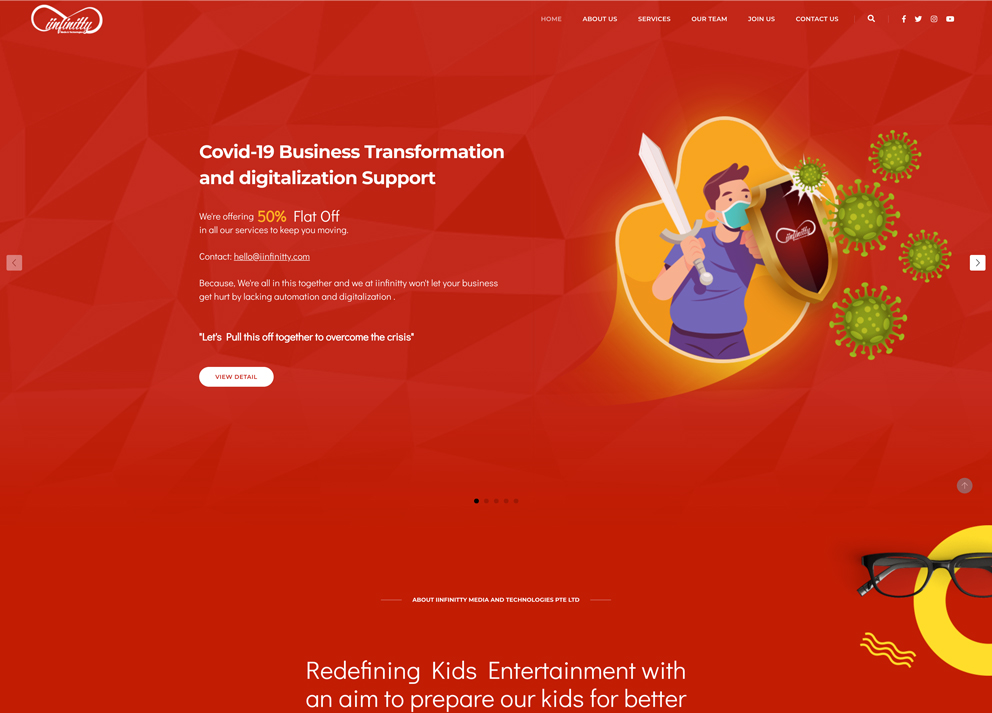 iinfinitty
HOME ABOUT US SERVICES OUR TEAM JOIN US CONTACT US
Covid-19 Business Transformation
and digitalization Support
We're offering 50% Flat Off
in all our services to keep you moving.
Contact: hello@iinfinitty.com
Because, We're all in this together and we at iinfinitty won't let your business
get hurt by lacking automation and digitalization .
"Let's Pull this off together to overcome the crisis"
VIEW DETAIL
iinfinitty
ABOUT IINFINITTY MEDIA AND TECHNOLOGIES PTE LTD
Redefining Kids Entertainment with
an aim to prepare our kids for better